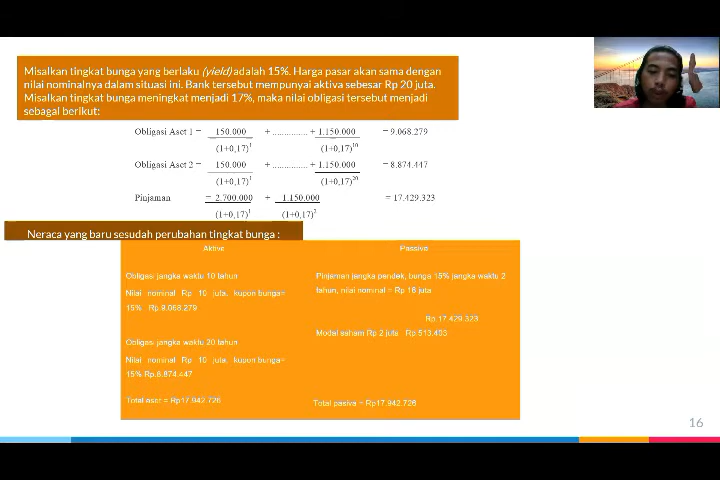 Misalkan tingkat bunga yang berlaku (yield) adalah 15%. Harga pasar akan sama dengan
nilai nominalnya dalam situasi ini. Bank tersebut mempunyai aktiva sebesar Rp 20 juta.
Misalkan tingkat bunga meningkat menjadi 17%, maka nilai obligasi tersebut menjadi
sebagai berikut:
Obligasi Aset 1 = 150.000 + .............. + 1.150.000 = 9.068.279
(1+0,17)¹ (1+0,17)¹⁰
Obligasi Aset 2 = 150.000 + .............. + 1.150.000 = 8.874.447
(1+0,17)¹ (1+0,17)²⁰
Pinjaman = 2.700.000 + 1.150.000 = 17.429.323
(1+0,17)¹ (1+0,17)²
Neraca yang baru sesudah perubahan tingkat bunga :
Aktiva Passiva
Obligasi jangka waktu 10 tahun
Nilai nominal Rp 10 juta, kupon bunga=
15% Rp.9.068.279
Obligasi jangka waktu 20 tahun
Nilai nominal Rp 10 juta, kupon bunga=
15% Rp.8.874.447
Total aset = Rp17.942.726
Pinjaman jangka pendek, bunga 15% jangka waktu 2
tahun, nilai nominal = Rp 18 juta
Rp.17.429.323
Modal saham Rp 2 juta Rp.513.403
Total pasiva = Rp17.942.726
16